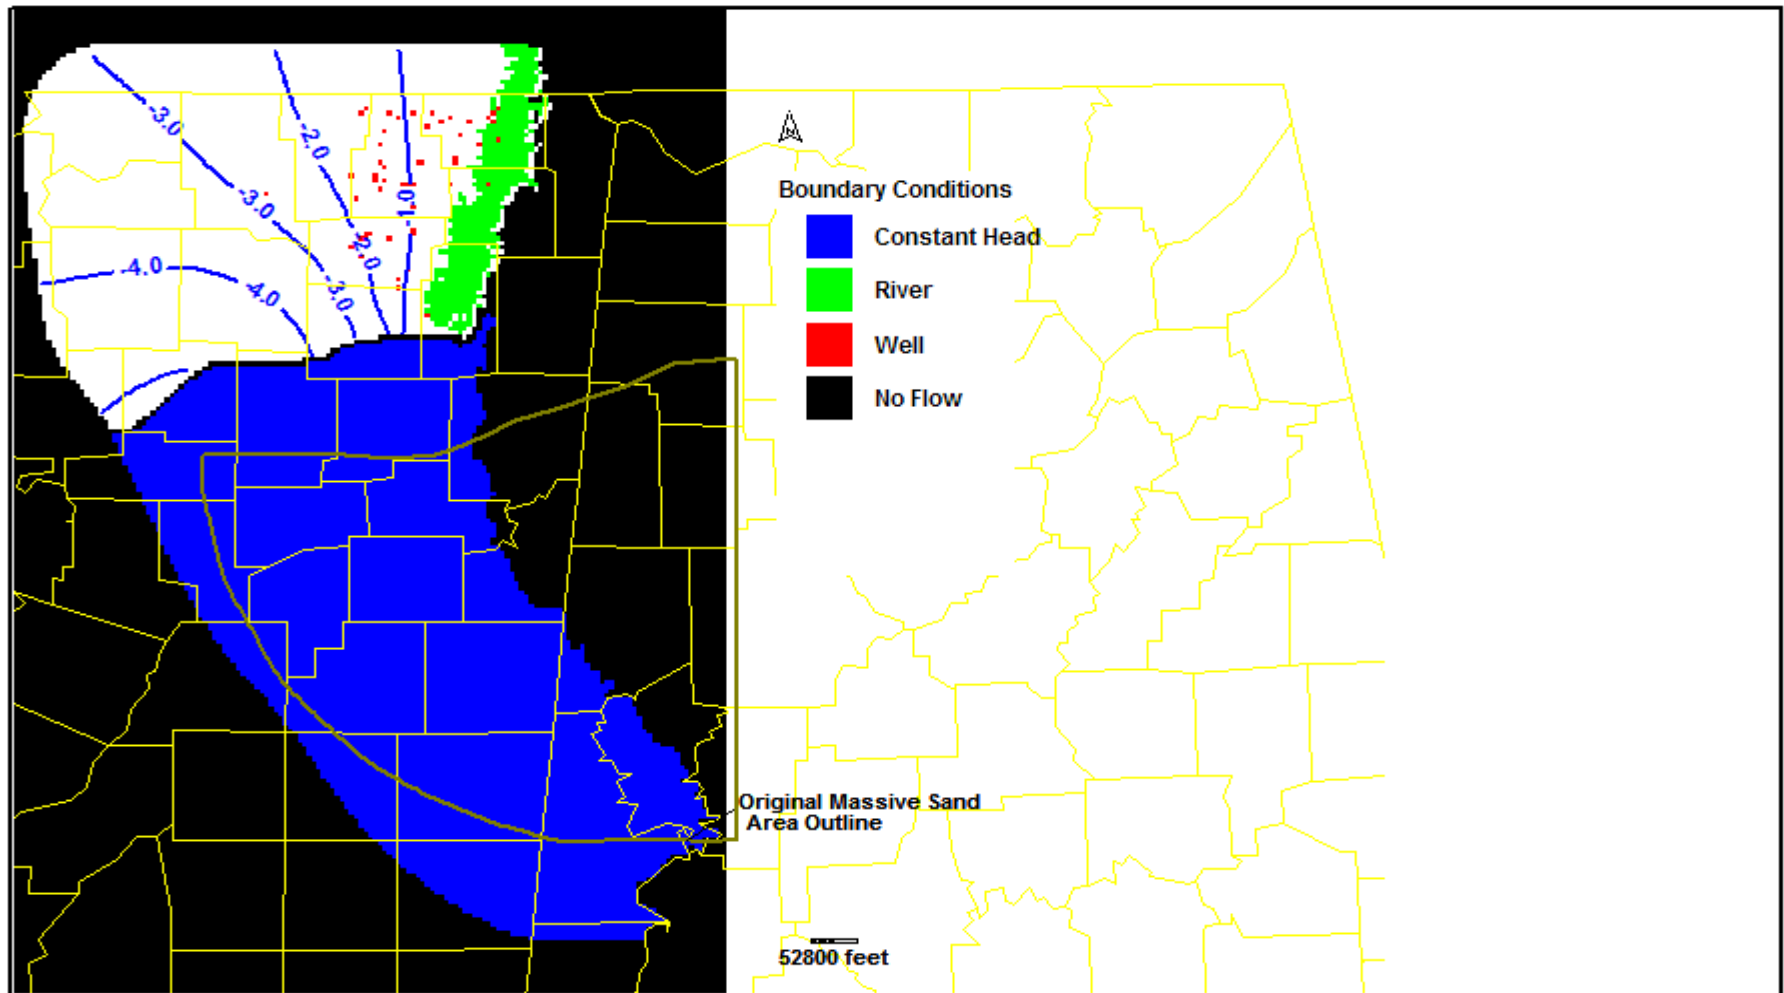 -3.0
-2.0
-3.0
-1.0
-2.0
-4.0
-4.0
-3.0
N
Boundary Conditions
Constant Head
River
Well
No Flow
Original Massive Sand
Area Outline
52800 feet